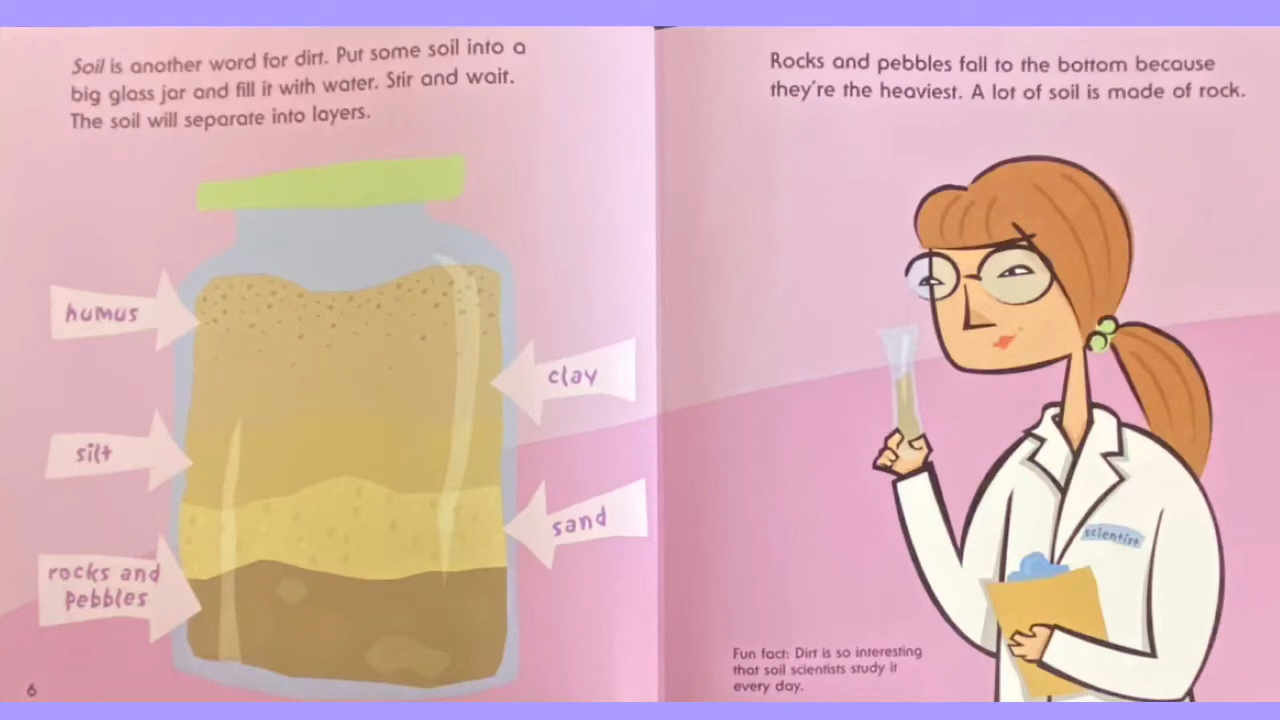 Soil is another word for dirt. Put some soil into a
big glass jar and fill it with water. Stir and wait.
The soil will separate into layers.
humus
clay
silt
sand
rocks and
pebbles
6
Rocks and pebbles fall to the bottom because
they're the heaviest. A lot of soil is made of rock.
scientist
Fun fact: Dirt is so interesting
that soil scientists study it
every day.